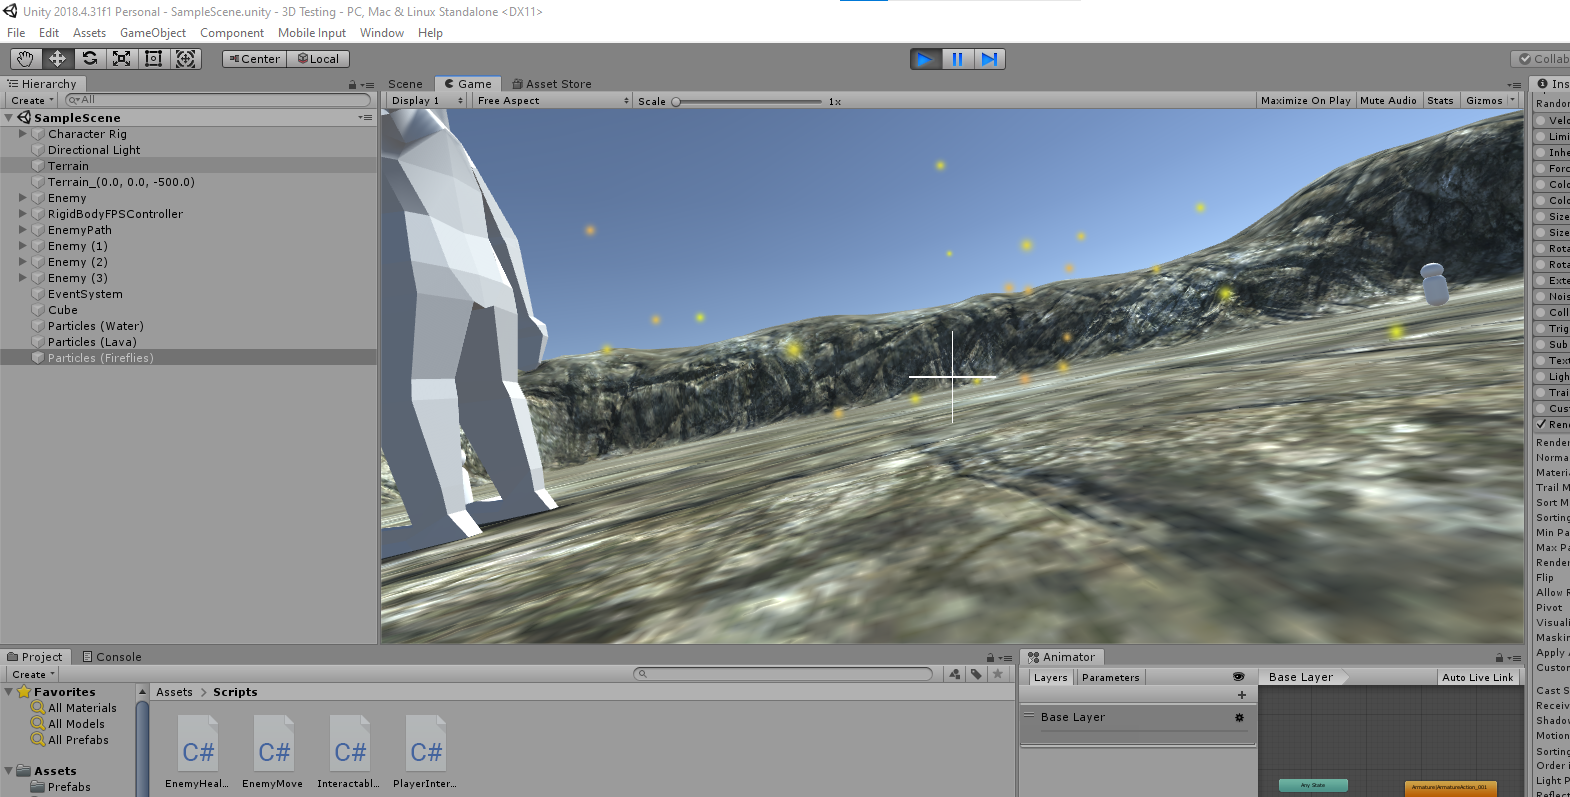 Unity 2018.4.31f1 Personal - SampleScene.unity - 3D Testing - PC, Mac & Linux Standalone <DX11>
File Edit Assets GameObject Component Mobile Input Window Help
Center Local
Collab
Hierarchy
Create All
SampleScene
Character Rig
Directional Light
Terrain
Terrain_(0.0, 0.0, -500.0)
Enemy
RigidBodyFPSController
EnemyPath
Enemy (1)
Enemy (2)
Enemy (3)
EventSystem
Cube
Particles (Water)
Particles (Lava)
Particles (Fireflies)
Scene Game Asset Store
Display 1 Free Aspect Scale 1x Maximize On Play Mute Audio Stats Gizmos
Ins
Randor
Velo
Limi
Inhe
Forc
Colo
Colo
Size
Size
Rota
Rota
Exte
Nois
Coll
Trig
Sub
Text
Ligh
Trai
Cust
Rend
Render
Norma
Materi
Trail M
Sort M
Sorting
Min Pa
Max Pa
Render
Flip
Allow R
Pivot
Visuali
Maskin
Apply A
Custor
Cast S
Receiv
Shadov
Motion
Sorting
Order i
Light P
Reflect
Project Console
Create
Favorites
All Materials
All Models
All Prefabs
Assets
Prefabs
Assets > Scripts
C# C# C# C#
EnemyHeal... EnemyMove Interactabl... PlayerInter...
Animator
Layers Parameters
Base Layer
Auto Live Link
Base Layer
Any State
Armature|ArmatureAction_001